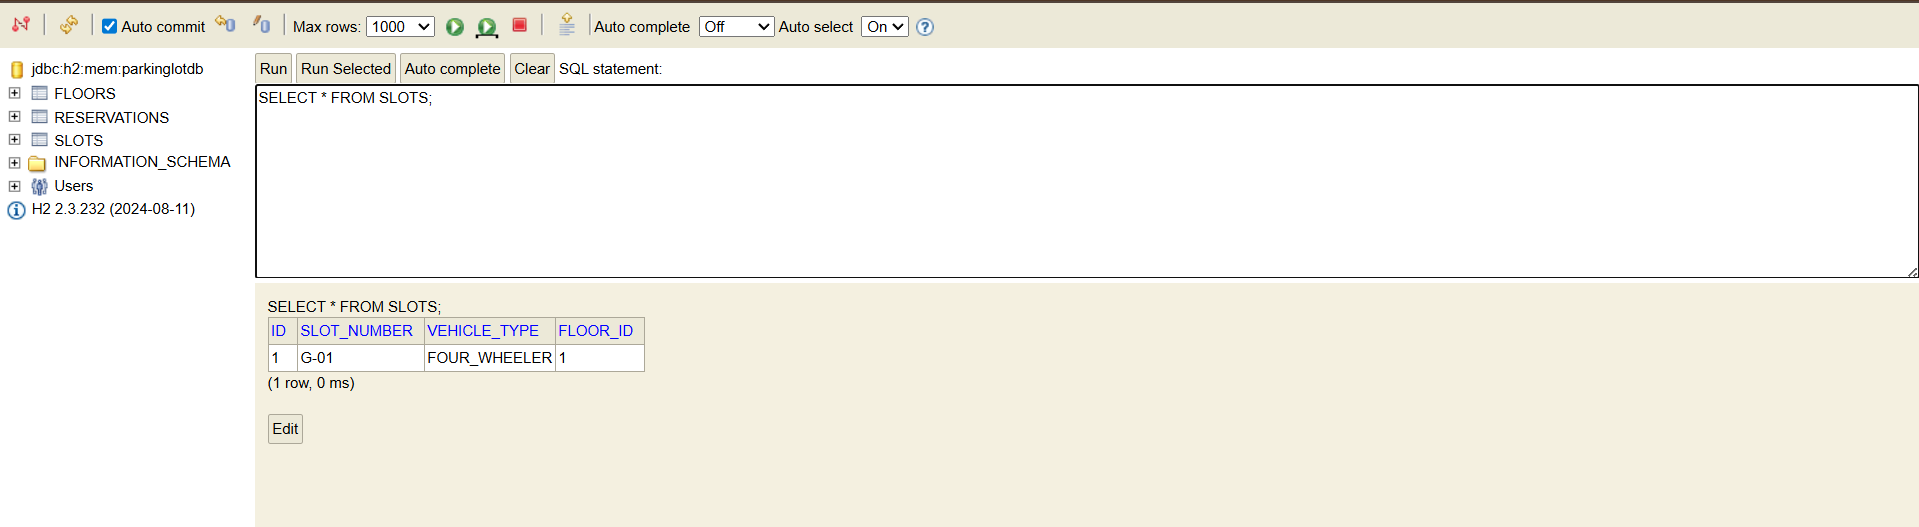 Auto commit Max rows: 1000 Auto complete Off Auto select On
jdbc:h2:mem:parkinglotdb
FLOORS
RESERVATIONS
SLOTS
INFORMATION_SCHEMA
Users
H2 2.3.232 (2024-08-11)
Run Run Selected Auto complete Clear SQL statement:
SELECT * FROM SLOTS;
SELECT * FROM SLOTS;
ID SLOT_NUMBER VEHICLE_TYPE FLOOR_ID
1 G-01 FOUR_WHEELER 1
(1 row, 0 ms)
Edit